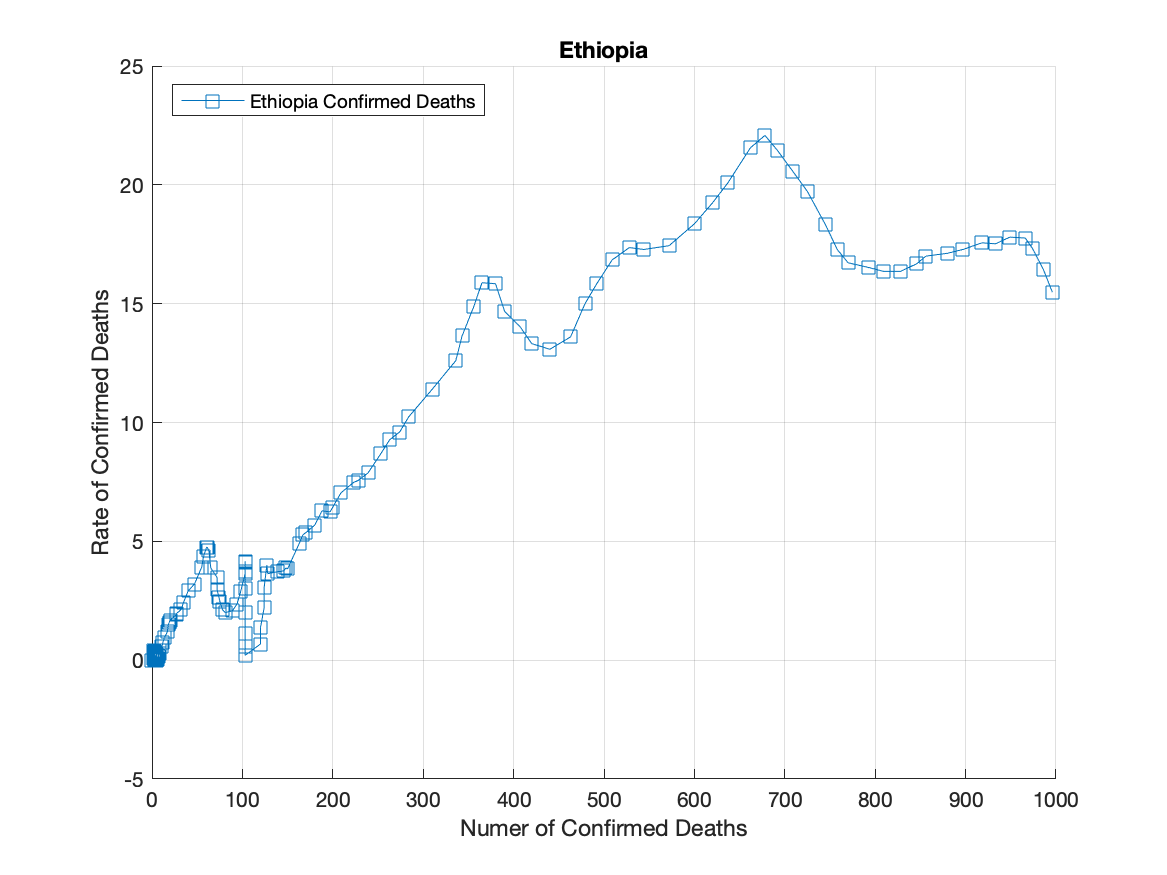 Ethiopia
25
20
15
10
5
0
-5
Ethiopia Confirmed Deaths
Rate of Confirmed Deaths
0 100 200 300 400 500 600 700 800 900 1000
Numer of Confirmed Deaths